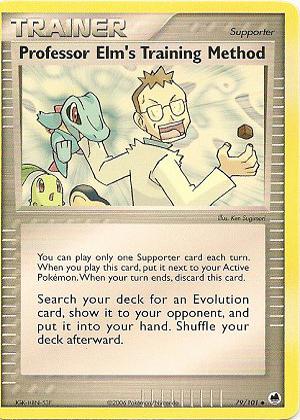 TRAINER
Supporter
Professor Elm's Training Method
illus. Ken Sugimori
You can play only one Supporter card each turn.
When you play this card, put it next to your Active
Pokémon. When your turn ends, discard this card.
Search your deck for an Evolution
card, show it to your opponent, and
put it into your hand. Shuffle your
deck afterward.
©2006 Pokémon/Nintendo
79/101